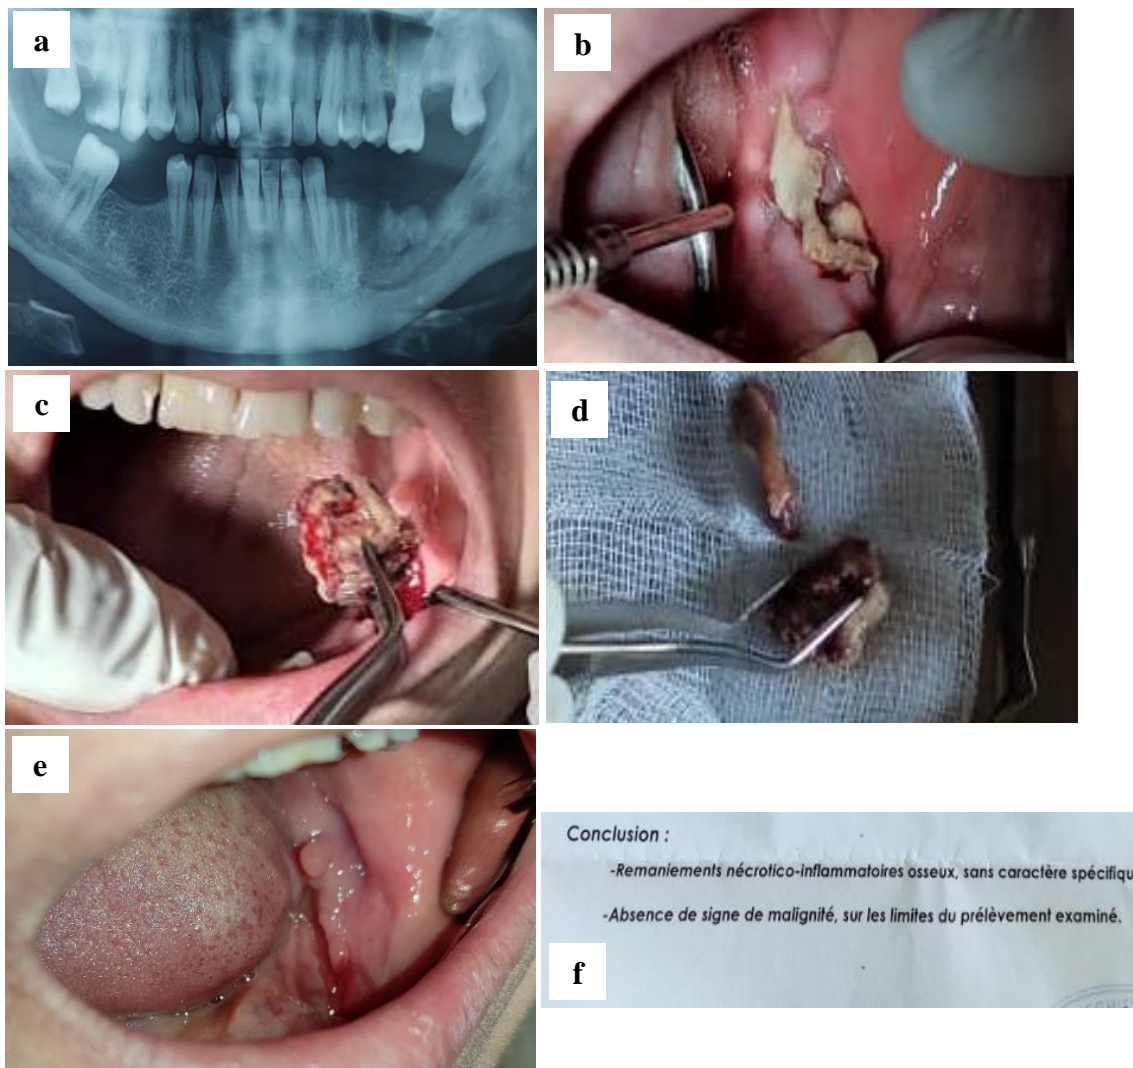 a
b
c
d
e
Conclusion :
-Remaniements nécrotico-inflammatoires osseux, sans caractère spécifiqu
-Absence de signe de malignité, sur les limites du prélèvement examiné.
f